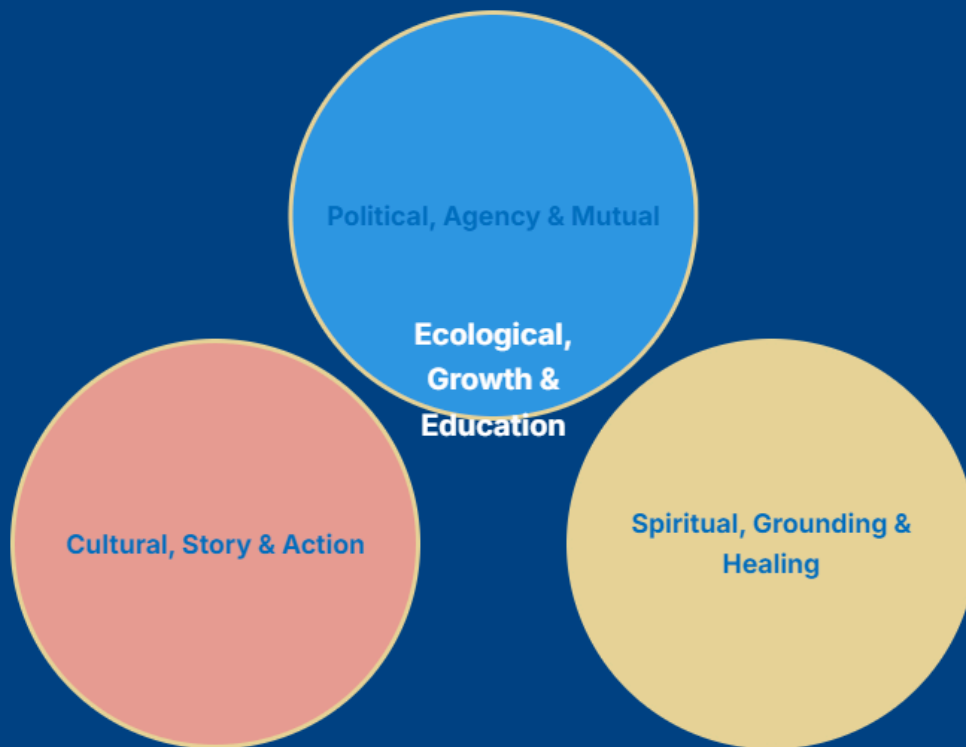 Political, Agency & Mutual
Ecological,
Growth &
Education
Cultural, Story & Action
Spiritual, Grounding &
Healing